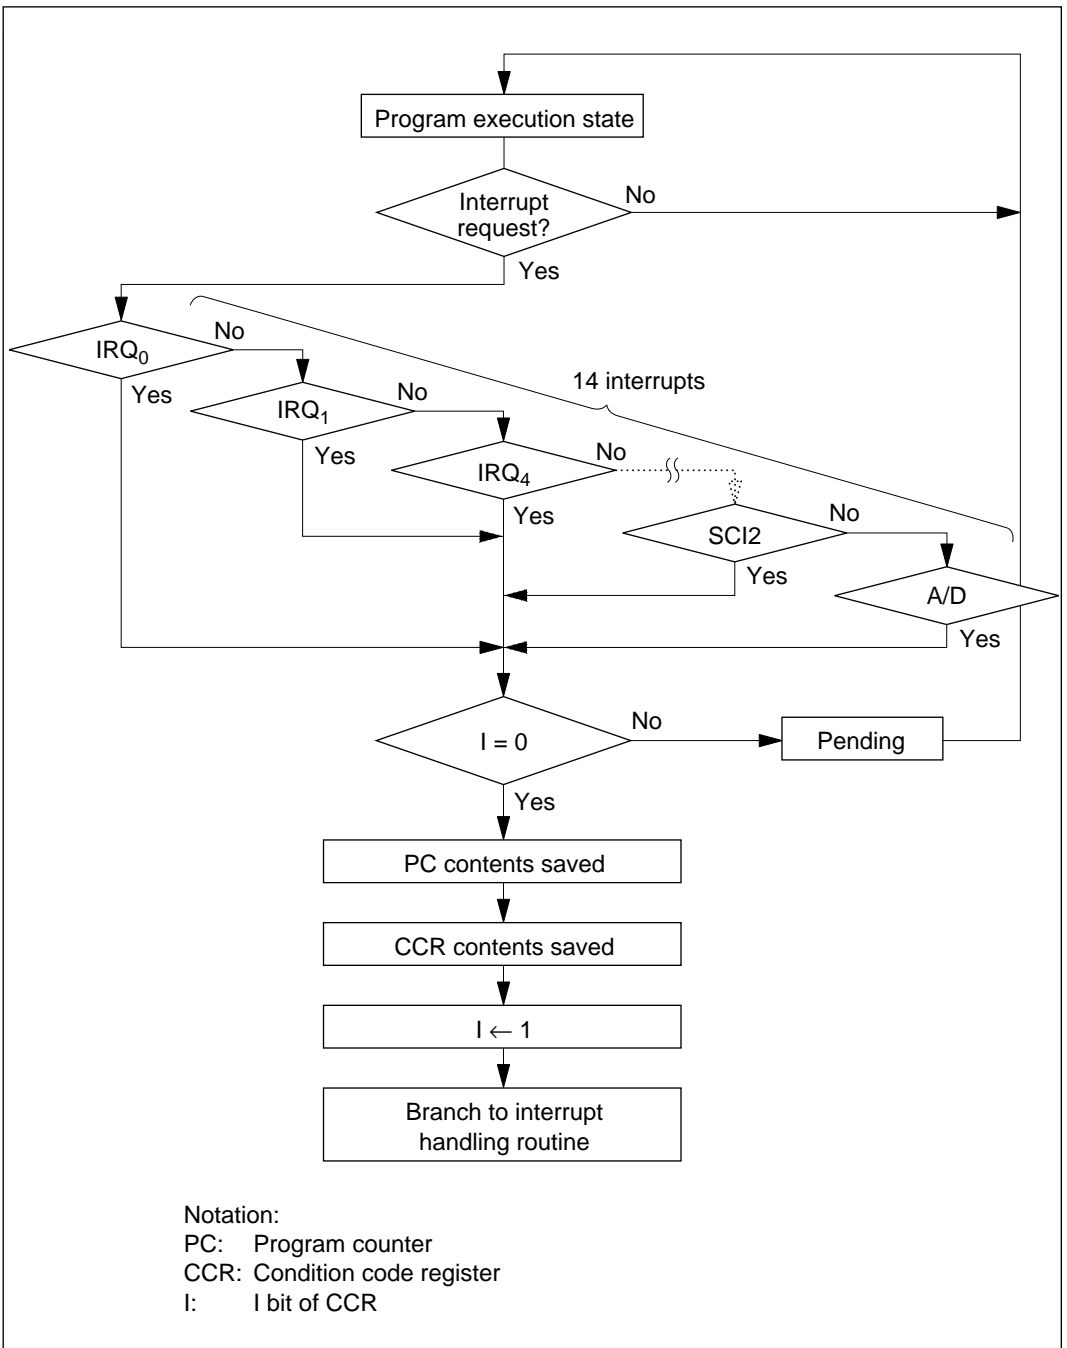 Program execution state
Interrupt
request?
No
Yes
IRQ0
No
Yes
14 interrupts
IRQ1
No
Yes
IRQ4
No
Yes
SCI2
No
Yes
A/D
Yes
I = 0
No
Pending
Yes
PC contents saved
CCR contents saved
I ← 1
Branch to interrupt
handling routine
Notation:
PC: Program counter
CCR: Condition code register
I: I bit of CCR